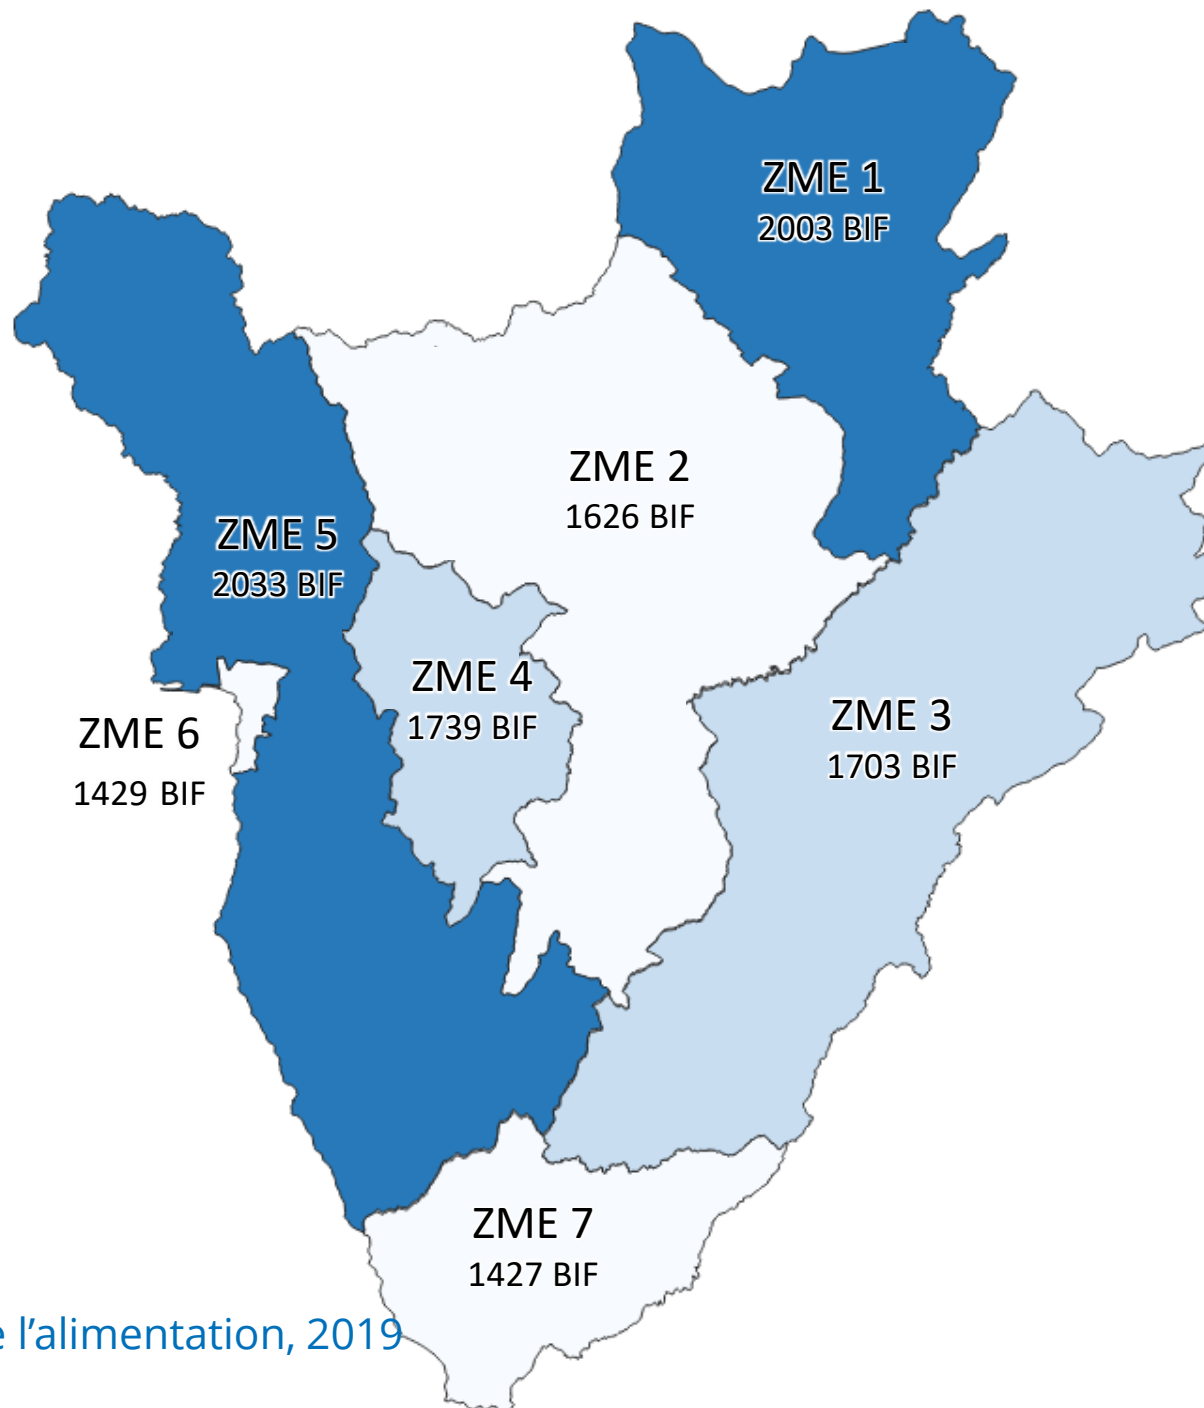 ZME 1
2003 BIF
ZME 2
1626 BIF
ZME 5
2033 BIF
ZME 4
1739 BIF
ZME 3
1703 BIF
ZME 6
1429 BIF
ZME 7
1427 BIF
l’alimentation, 2019